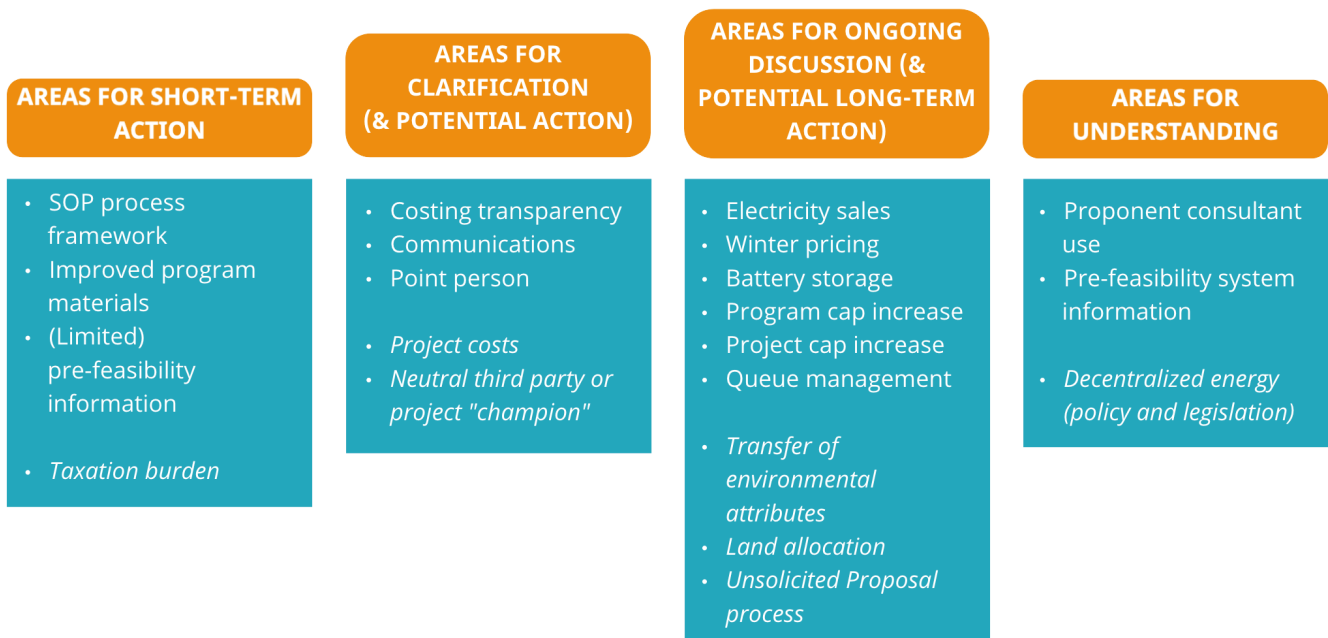 AREAS FOR SHORT-TERM
ACTION
• SOP process
framework
• Improved program
materials
• (Limited)
pre-feasibility
information
• Taxation burden
AREAS FOR
CLARIFICATION
(& POTENTIAL ACTION)
• Costing transparency
• Communications
• Point person
• Project costs
• Neutral third party or
project "champion"
AREAS FOR ONGOING
DISCUSSION (&
POTENTIAL LONG-TERM
ACTION)
• Electricity sales
• Winter pricing
• Battery storage
• Program cap increase
• Project cap increase
• Queue management
• Transfer of
environmental
attributes
• Land allocation
• Unsolicited Proposal
process
AREAS FOR
UNDERSTANDING
• Proponent consultant
use
• Pre-feasibility system
information
• Decentralized energy
(policy and legislation)